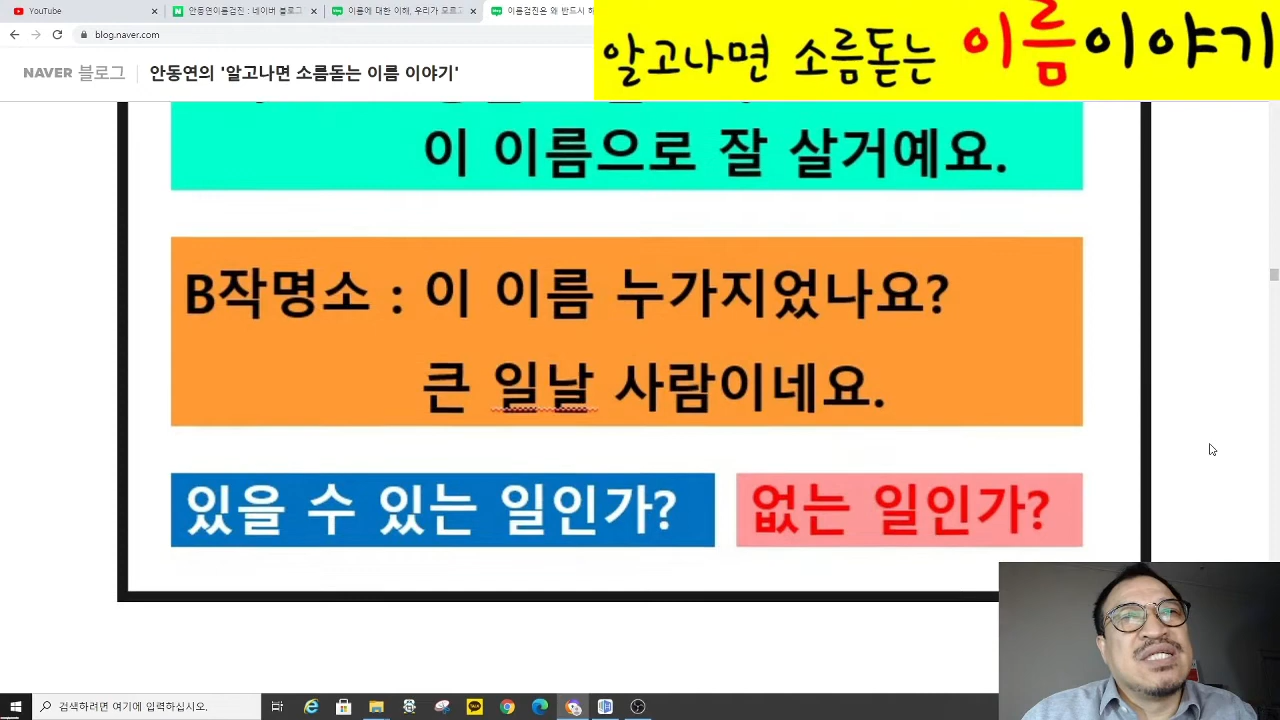 YouTube
안동연이름검진 : 네이버 블로그
이름에 대한 이해, 우리가 모르고
이름검진은 왜 반드시 하
알고나면 소름돋는 이름이야기
blog.naver.com
NAVER 블로그
안동연의 '알고나면 소름돋는 이름 이야기'
이 이름으로 잘 살거예요.
B작명소 : 이 이름 누가지었나요?
큰 일날 사람이네요.
있을 수 있는 일인가?
없는 일인가?
검색하려면 여기에 입력하십시오.